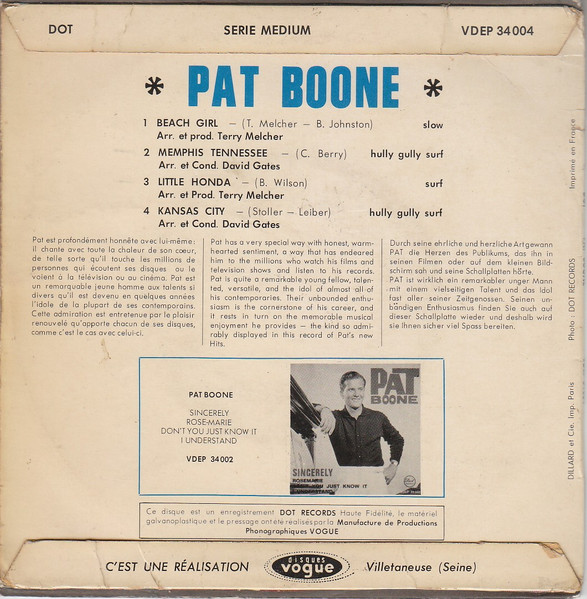 DOT SERIE MEDIUM VDEP 34004
* PAT BOONE *
1 BEACH GIRL – (T. Melcher – B. Johnston) slow
Arr. et prod. Terry Melcher
2 MEMPHIS TENNESSEE – (C. Berry) hully gully surf
Arr. et Cond. David Gates
3 LITTLE HONDA – (B. Wilson) surf
Arr. et Prod. Terry Melcher
4 KANSAS CITY – (Stoller – Leiber) hully gully surf
Arr. et Cond. David Gates
Pat est profondément honnête avec lui-même:
il chante avec toute la chaleur de son cœur,
de telle sorte qu'il touche les millions de
personnes qui écoutent ses disques ou le
voient à la télévision ou au cinéma. Pat est
un remarquable jeune homme aux talents si
divers qu'il est devenu en quelques années
l'idole de la plupart de ses contemporains.
Cette admiration est entretenue par le plaisir
renouvelé qu'apporte chacun de ses disques,
comme c'est le cas avec celui-ci.
Pat has a very special way with honest, warm-
hearted sentiment, a way that has endeared
him to the millions who watch his films and
television shows and listen to his records.
Pat is quite a remarkable young fellow, talen-
ted, versatile, and the idol of almost all of
his contemporaries. Their unbounded enthu-
iasm is the cornerstone of his career, and
it rests in turn on the memorable musical
enjoyment he provides – the kind so admi-
rably displayed in this record of Pat's new
Hits.
Durch seine ehrliche und herzliche Art gewann
PAT die Herzen des Publikums, das ihn in
seinen Filmen oder auf dem kleinen Bild-
schirm sah und seine Schallplatten hörte.
PAT ist wirklich ein remarkabler unger Mann
mit einem vielseitigen Talent und das Idol
fast aller seiner Zeitgenossen. Seinen un-
bändigen Enthusiasmus finden Sie auch auf
dieser Schallplatte wieder und deshalb wird
sie Ihnen sicher viel Spass bereiten.
PAT BOONE
SINCERELY
ROSE-MARIE
DON'T YOU JUST KNOW IT
I UNDERSTAND
VDEP 34002
PAT
BOONE
SINCERELY
ROSEMARIE
DON'T YOU JUST KNOW IT
I UNDERSTAND
Ce disque est un enregistrement DOT RECORDS Haute Fidélité, le matériel
galvanoplastique et le pressage ont été réalisés par la Manufacture de Productions
Phonographiques VOGUE
C'EST UNE RÉALISATION disques vogue Villetaneuse (Seine)
DILLARD et Cie. Imp. Paris Photo : DOT RECORDS Imprimé en France